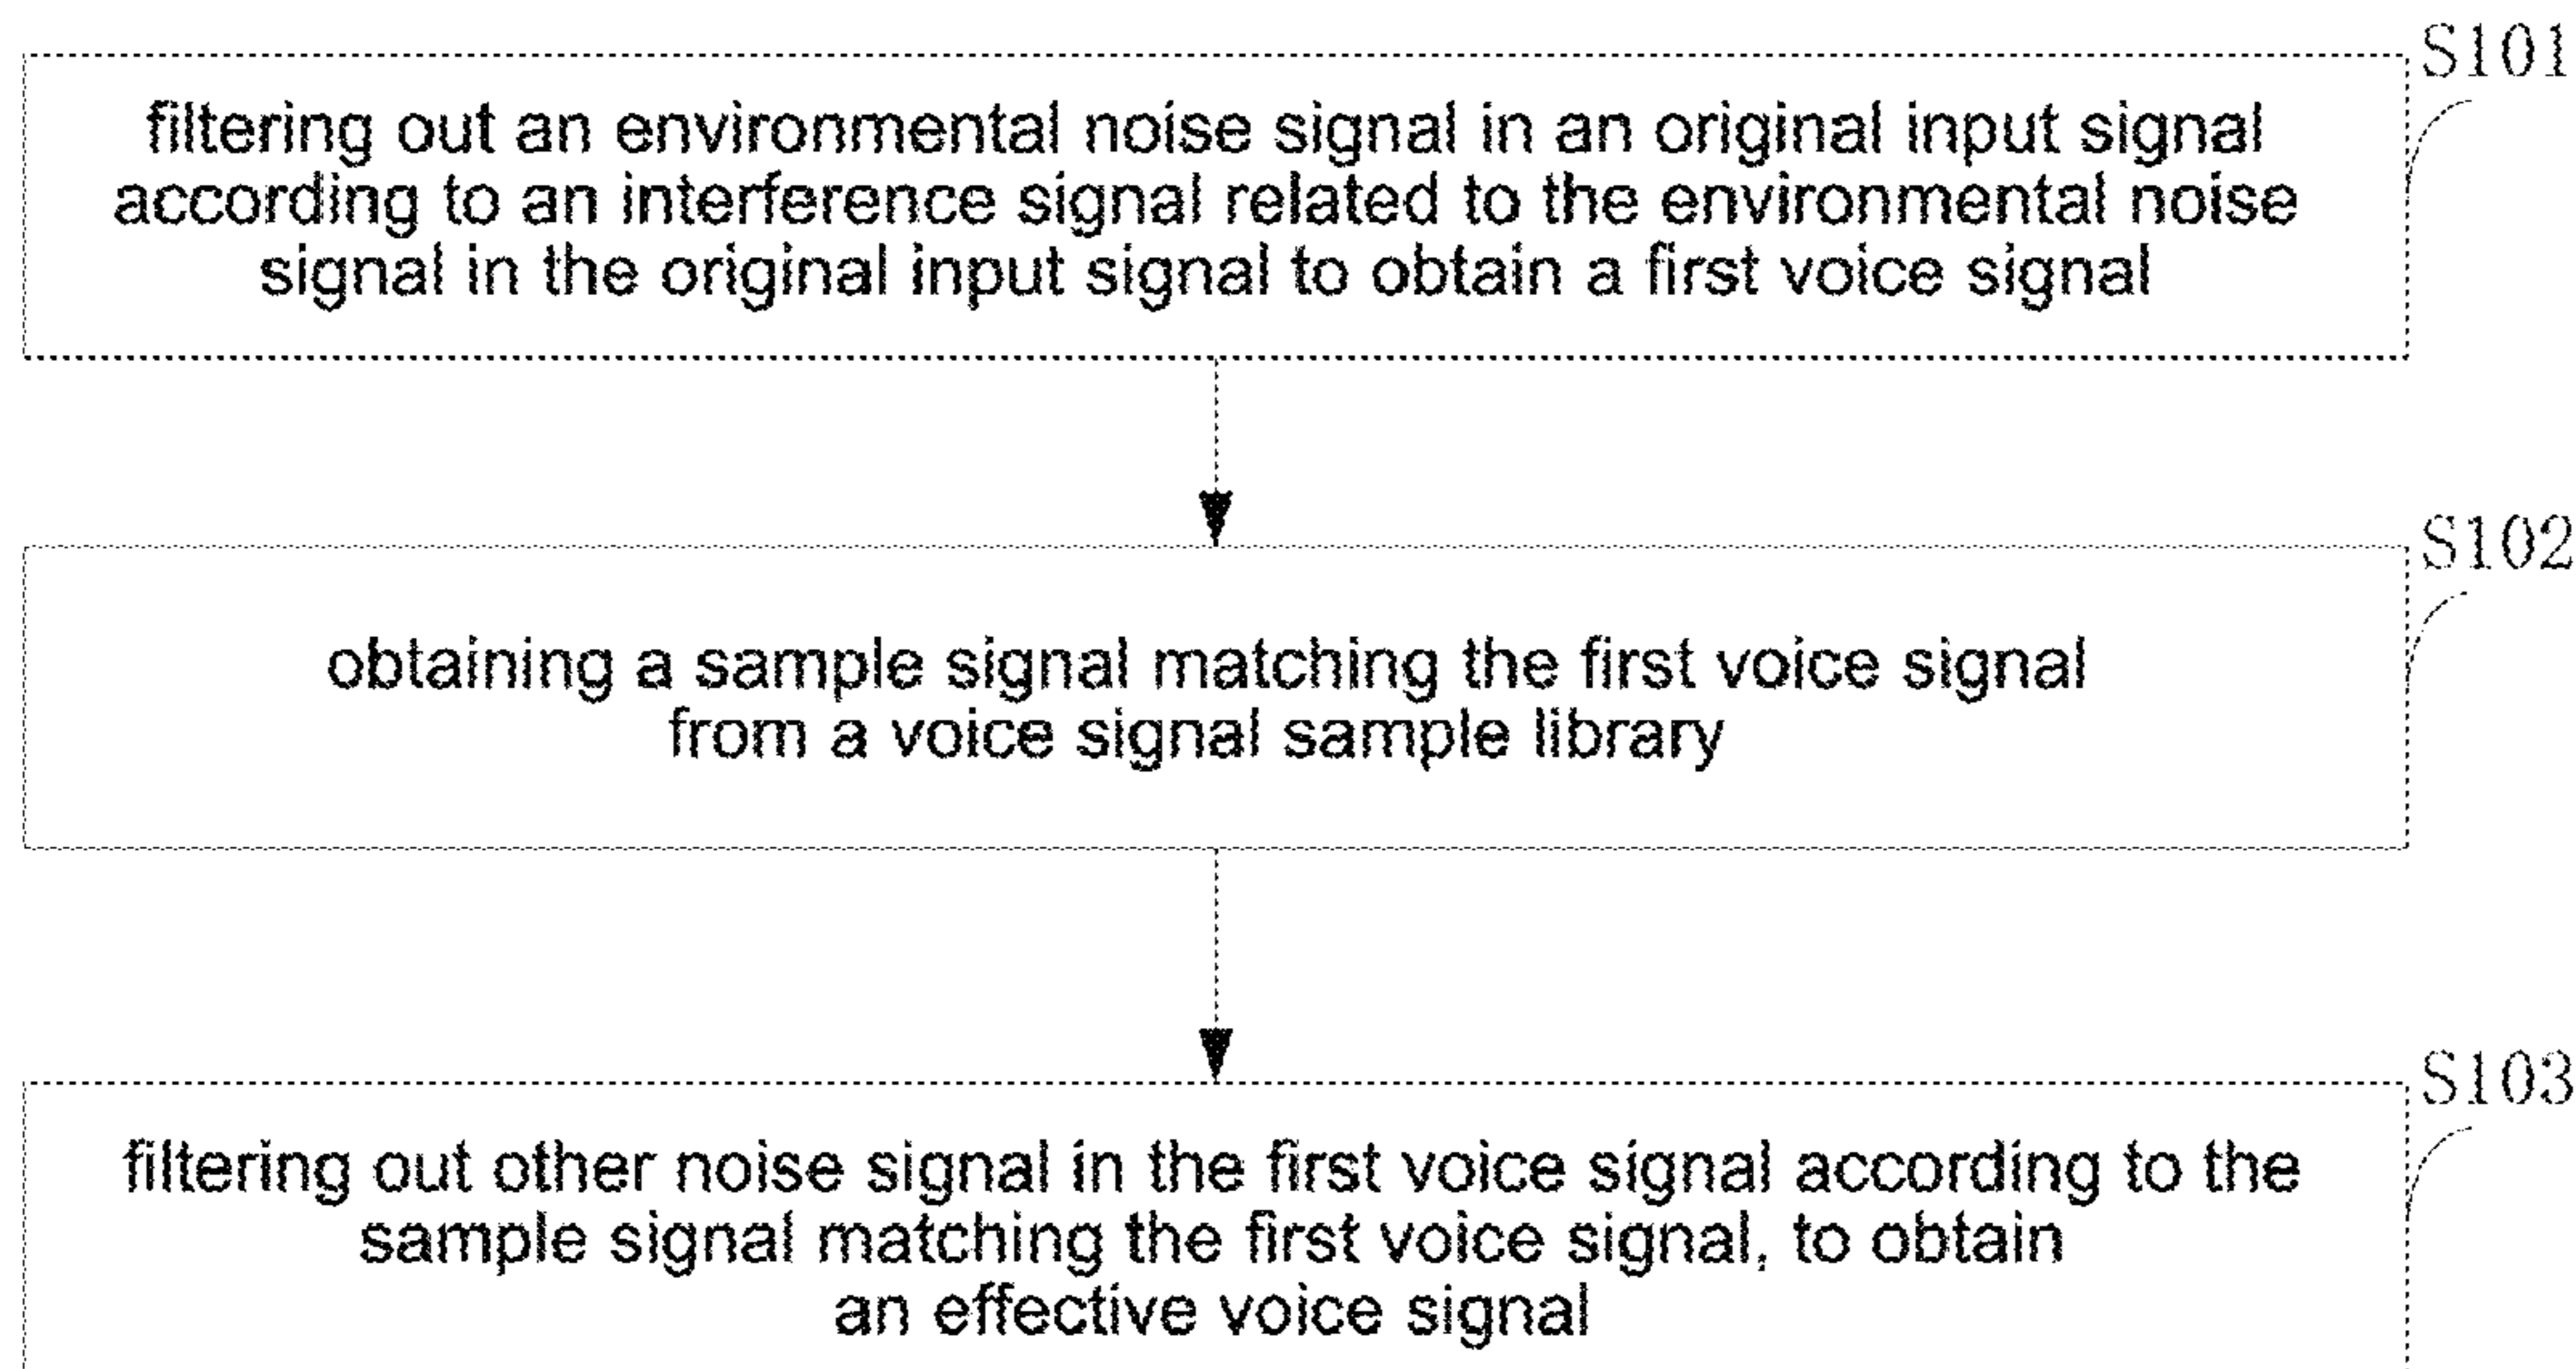 S101
filtering out an environmental noise signal in an original input signal
according to an interference signal related to the environmental noise
signal in the original input signal to obtain a first voice signal
S102
obtaining a sample signal matching the first voice signal
from a voice signal sample library
S103
filtering out other noise signal in the first voice signal according to the
sample signal matching the first voice signal, to obtain
an effective voice signal